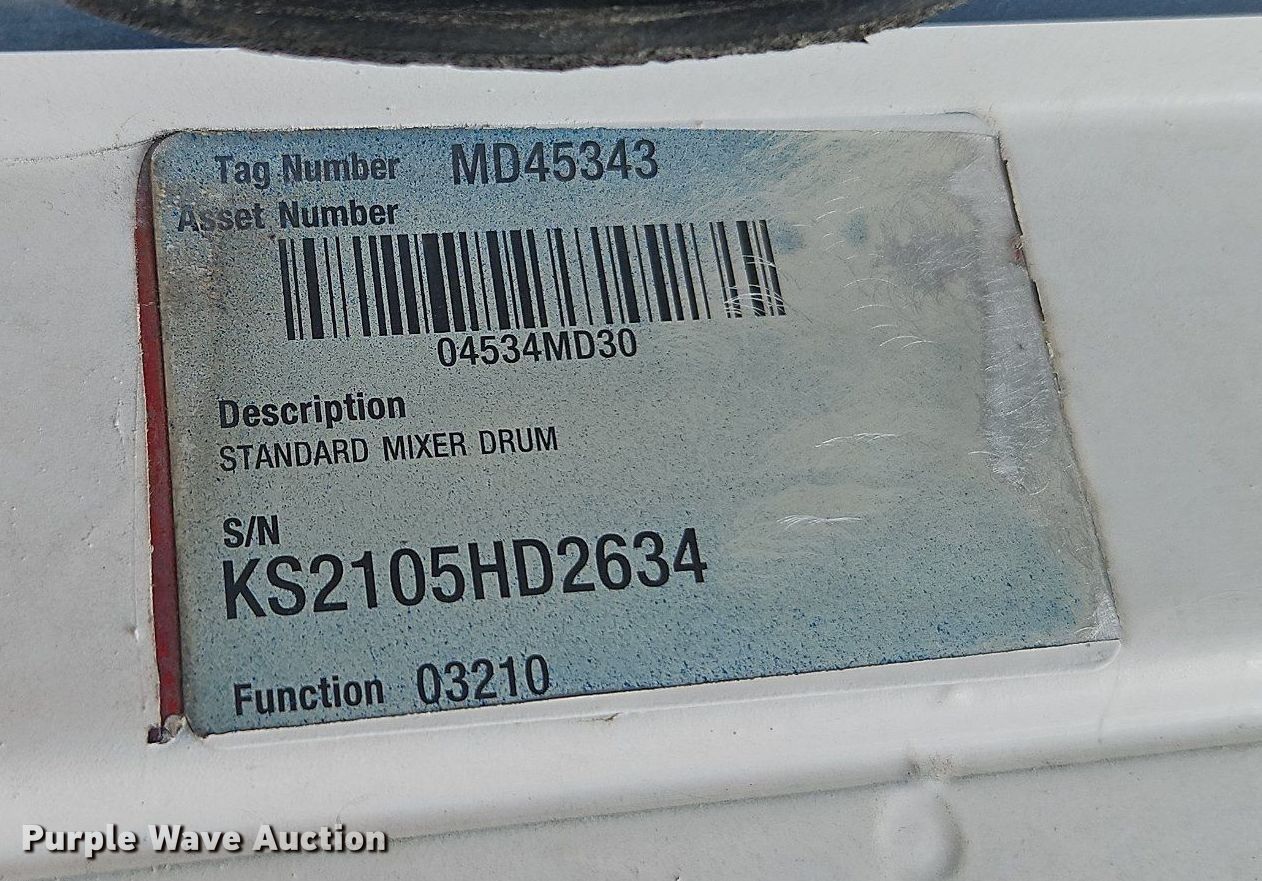 Tag Number MD45343
Asset Number
04534MD30
Description
STANDARD MIXER DRUM
S/N
KS2105HD2634
Function 03210
Purple Wave Auction